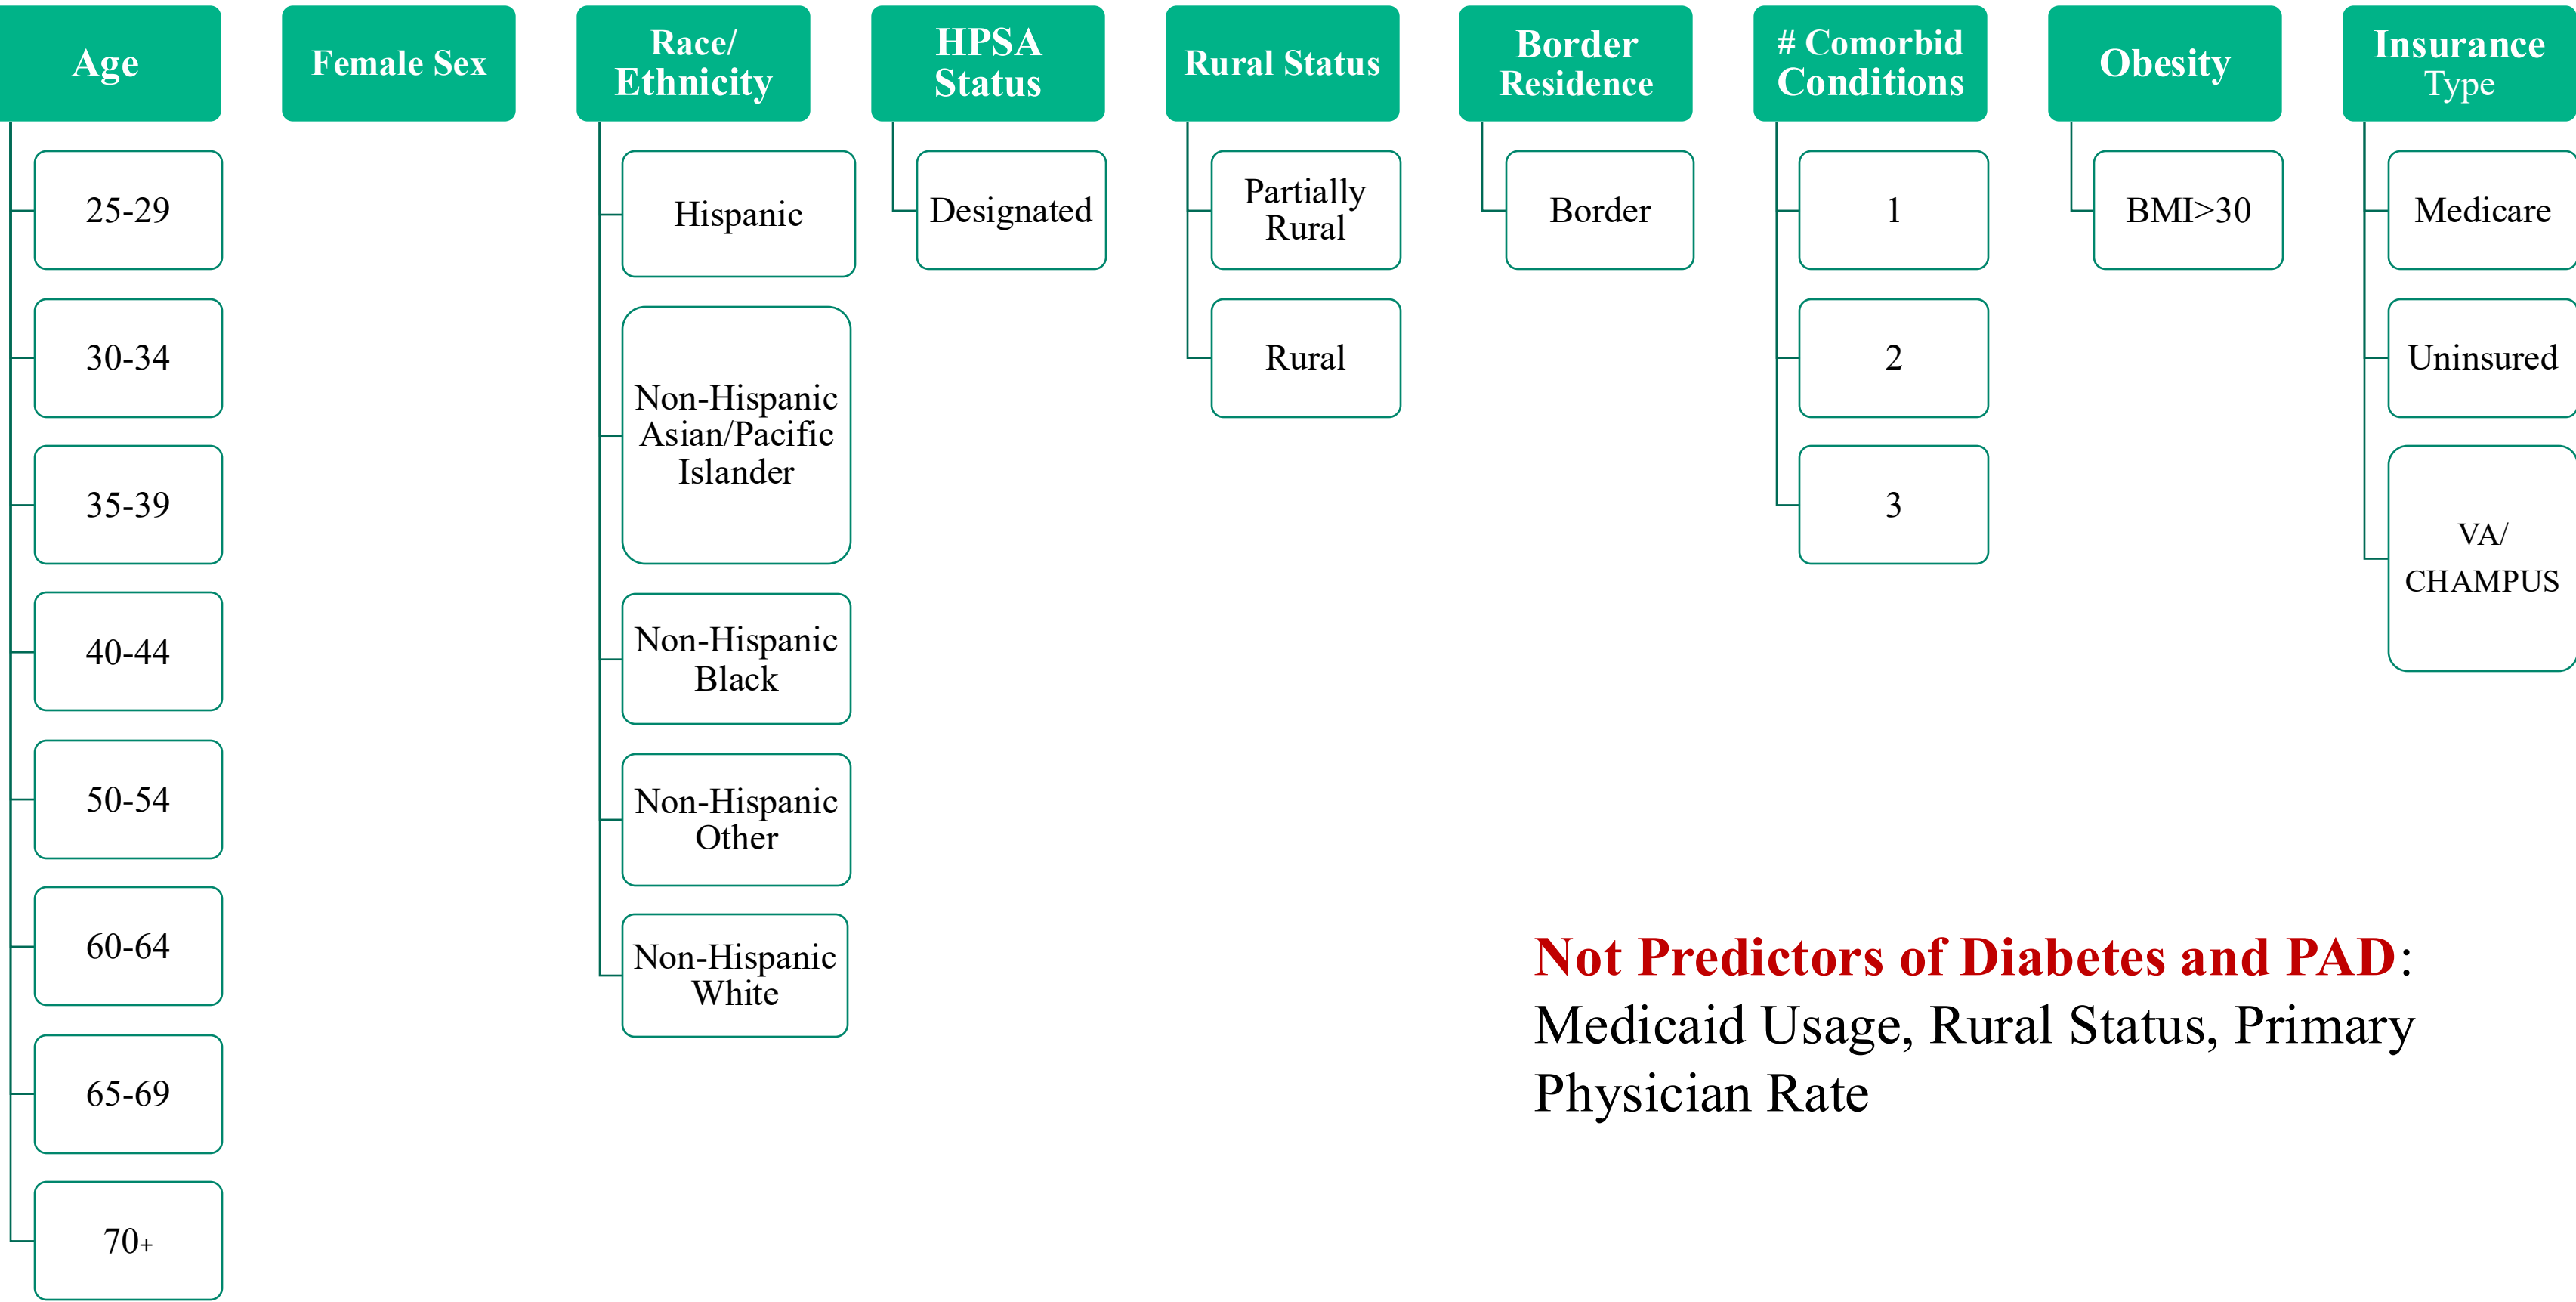 Age
25-29
30-34
35-39
40-44
50-54
60-64
65-69
70+
Female Sex
Race/
Ethnicity
Hispanic
Non-Hispanic
Asian/Pacific
Islander
Non-Hispanic
Black
Non-Hispanic
Other
Non-Hispanic
White
HPSA
Status
Designated
Rural Status
Partially
Rural
Rural
Border
Residence
Border
# Comorbid
Conditions
1
2
3
Obesity
BMI>30
Insurance
Type
Medicare
Uninsured
VA/
CHAMPUS
Not Predictors of Diabetes and PAD:
Medicaid Usage, Rural Status, Primary
Physician Rate